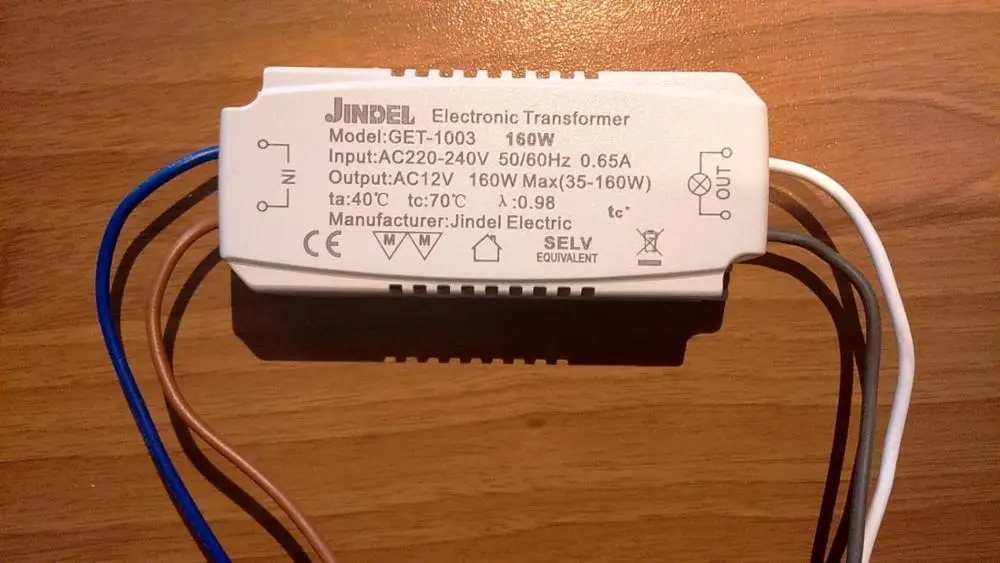 JINDEL Electronic Transformer
Model:GET-1003 160W
Input:AC220-240V 50/60Hz 0.65A
Output:AC12V 160W Max(35-160W)
ta:40℃ tc:70℃ λ:0.98
tc*
Manufacturer:Jindel Electric
CE M M SELV
EQUIVALENT
IN
OUT